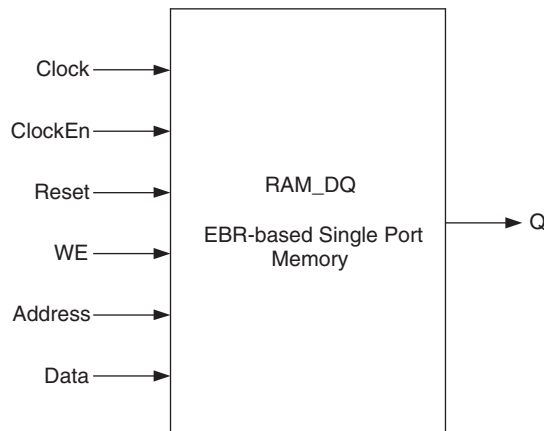 Clock
ClockEn
Reset
WE
Address
Data
RAM_DQ
EBR-based Single Port
Memory
Q